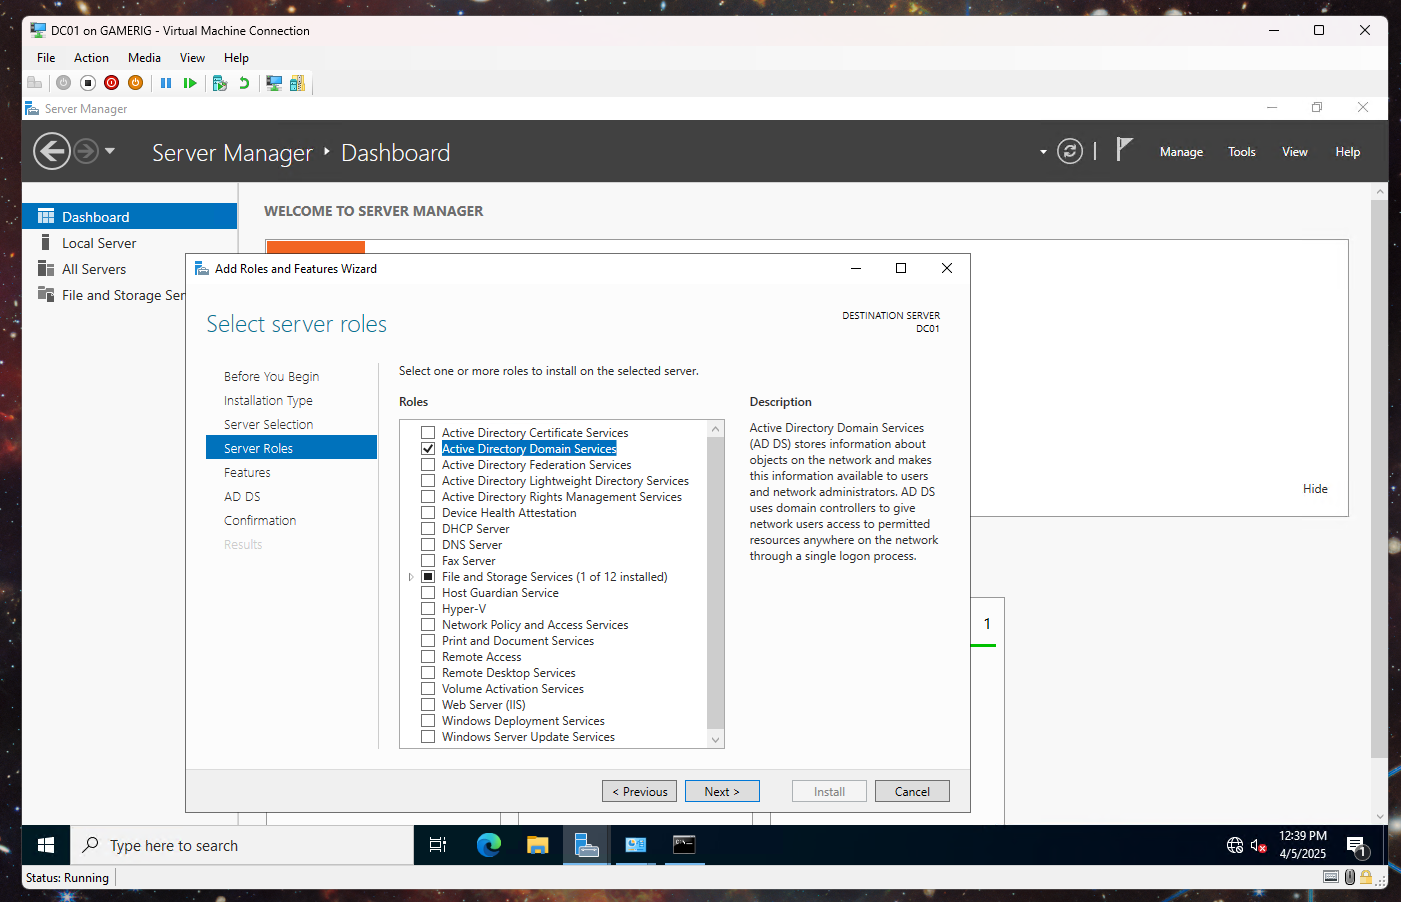 DC01 on GAMERIG - Virtual Machine Connection
File Action Media View Help
Server Manager
Server Manager Dashboard
Manage Tools View Help
Dashboard
Local Server
All Servers
File and Storage Ser
WELCOME TO SERVER MANAGER
Hide
1
Add Roles and Features Wizard
Select server roles
DESTINATION SERVER
DC01
Before You Begin
Installation Type
Server Selection
Server Roles
Features
AD DS
Confirmation
Results
Select one or more roles to install on the selected server.
Roles
Active Directory Certificate Services
Active Directory Domain Services
Active Directory Federation Services
Active Directory Lightweight Directory Services
Active Directory Rights Management Services
Device Health Attestation
DHCP Server
DNS Server
Fax Server
File and Storage Services (1 of 12 installed)
Host Guardian Service
Hyper-V
Network Policy and Access Services
Print and Document Services
Remote Access
Remote Desktop Services
Volume Activation Services
Web Server (IIS)
Windows Deployment Services
Windows Server Update Services
Description
Active Directory Domain Services
(AD DS) stores information about
objects on the network and makes
this information available to users
and network administrators. AD DS
uses domain controllers to give
network users access to permitted
resources anywhere on the network
through a single logon process.
< Previous Next > Install Cancel
Type here to search
12:39 PM
4/5/2025
1
Status: Running